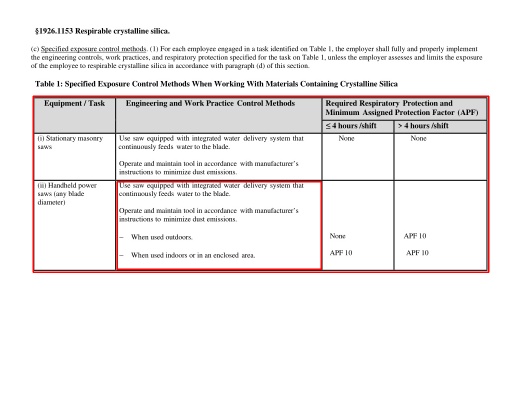 §1926.1153 Respirable crystalline silica.
(c) Specified exposure control methods. (1) For each employee engaged in a task identified on Table 1, the employer shall fully and properly implement
the engineering controls, work practices, and respiratory protection specified for the task on Table 1, unless the employer assesses and limits the exposure
of the employee to respirable crystalline silica in accordance with paragraph (d) of this section.
Table 1: Specified Exposure Control Methods When Working With Materials Containing Crystalline Silica
Equipment / Task
Engineering and Work Practice Control Methods
Required Respiratory Protection and
Minimum Assigned Protection Factor (APF)
≤ 4 hours /shift
> 4 hours /shift
(i) Stationary masonry
saws
Use saw equipped with integrated water delivery system that
continuously feeds water to the blade.
Operate and maintain tool in accordance with manufacturer's
instructions to minimize dust emissions.
None
None
(ii) Handheld power
saws (any blade
diameter)
Use saw equipped with integrated water delivery system that
continuously feeds water to the blade.
Operate and maintain tool in accordance with manufacturer's
instructions to minimize dust emissions.
– When used outdoors.
None
APF 10
– When used indoors or in an enclosed area.
APF 10
APF 10